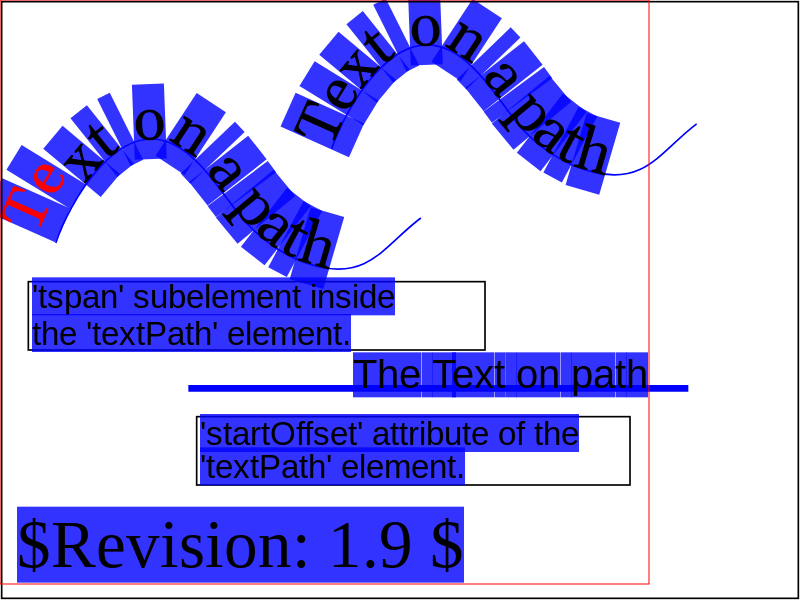 Text on a path
Text on a path
'tspan' subelement inside
the 'textPath' element.
The Text on path
'startOffset' attribute of the
'textPath' element.
$Revision: 1.9 $